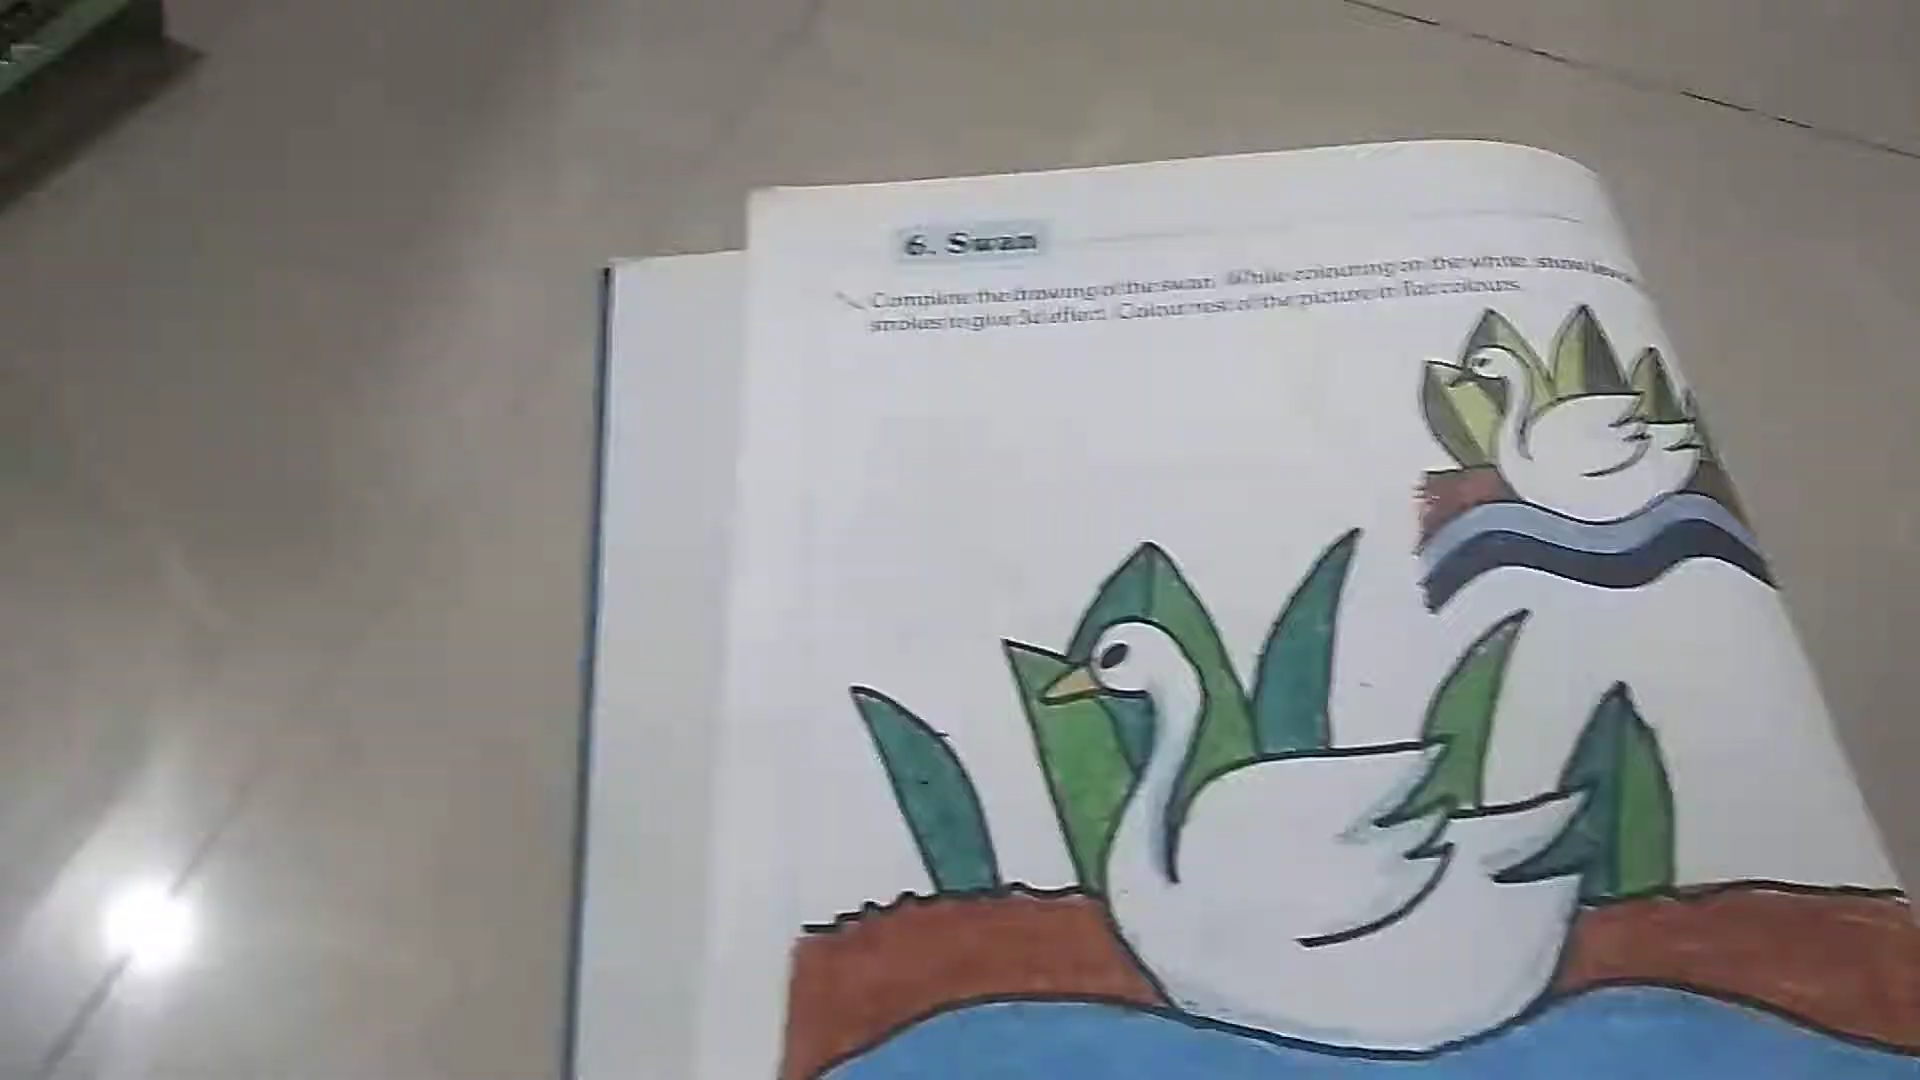 6. Swan
Complete the drawing of the swan. While colouring on the white, show
strokes to give 3d effect. Colour rest of the picture in flat colours.